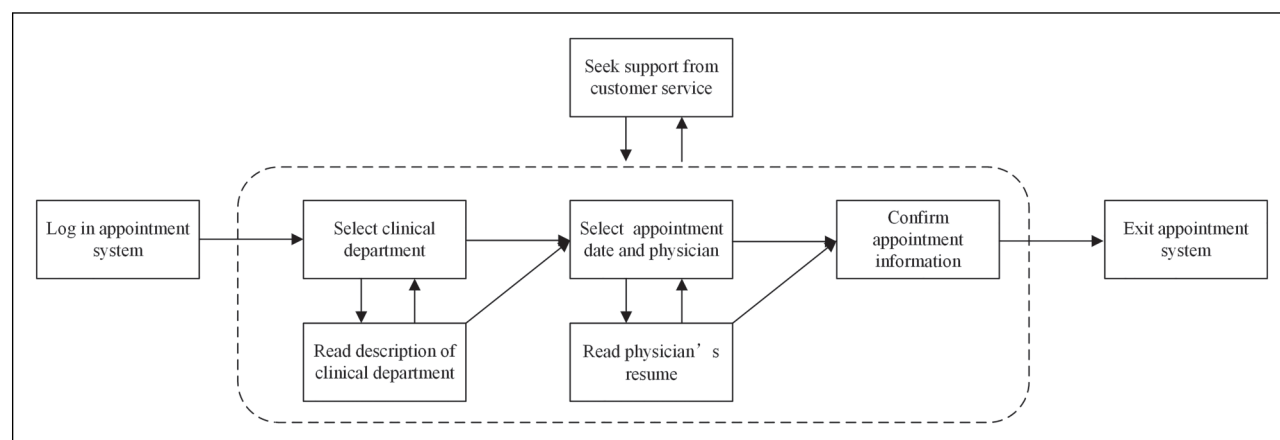 Seek support from
customer service
Log in appointment
system
Select clinical
department
Select appointment
date and physician
Confirm
appointment
information
Exit appointment
system
Read description of
clinical department
Read physician’s
resume